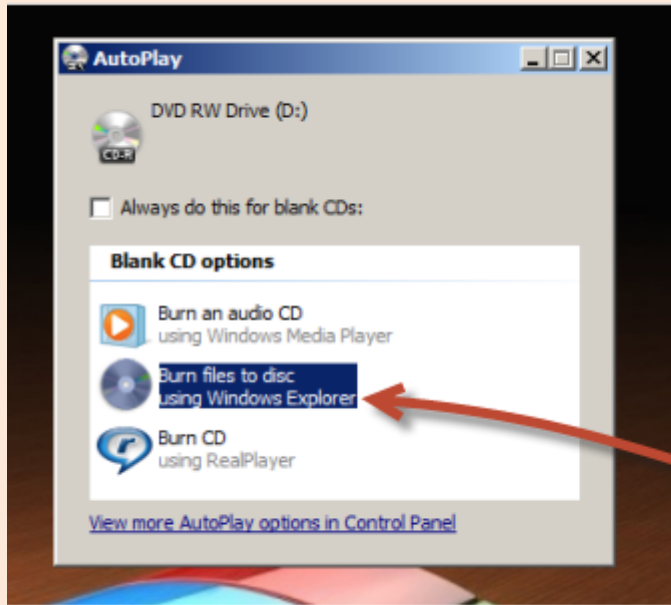 AutoPlay
DVD RW Drive (D:)
CD-R
Always do this for blank CDs:
Blank CD options
Burn an audio CD
using Windows Media Player
Burn files to disc
using Windows Explorer
Burn CD
using RealPlayer
View more AutoPlay options in Control Panel